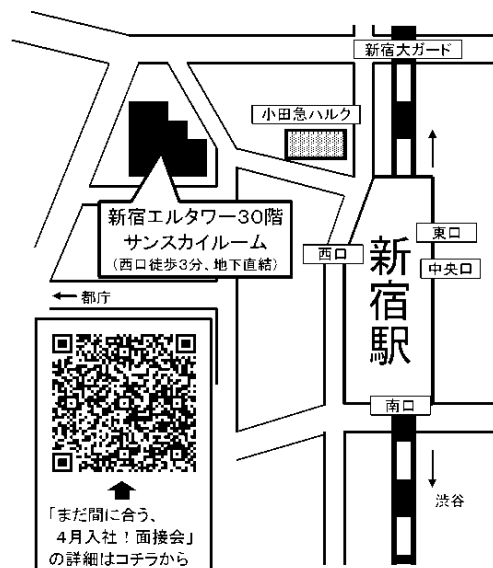 新宿大ガード
小田急ハルク
新宿エルタワー30階
サンスカイルーム
(西口徒歩3分、地下直結)
西口
新宿駅
東口
中央口
←都庁
南口
渋谷
「まだ間に合う、
4月入社!面接会」
の詳細はコチラから